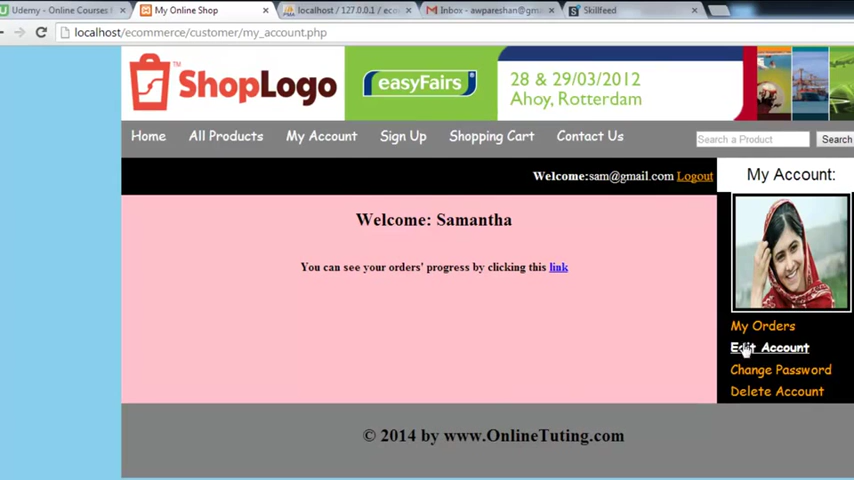 Udemy - Online Courses
My Online Shop
localhost / 127.0.0.1 / eco
Inbox - awpareshan@gma
Skillfeed
localhost/ecommerce/customer/my_account.php
ShopLogo
TM
easyFairs
28 & 29/03/2012
Ahoy, Rotterdam
Home
All Products
My Account
Sign Up
Shopping Cart
Contact Us
Search a Product
Search
Welcome:sam@gmail.com Logout
My Account:
Welcome: Samantha
You can see your orders' progress by clicking this link
My Orders
Edit Account
Change Password
Delete Account
© 2014 by www.OnlineTuting.com